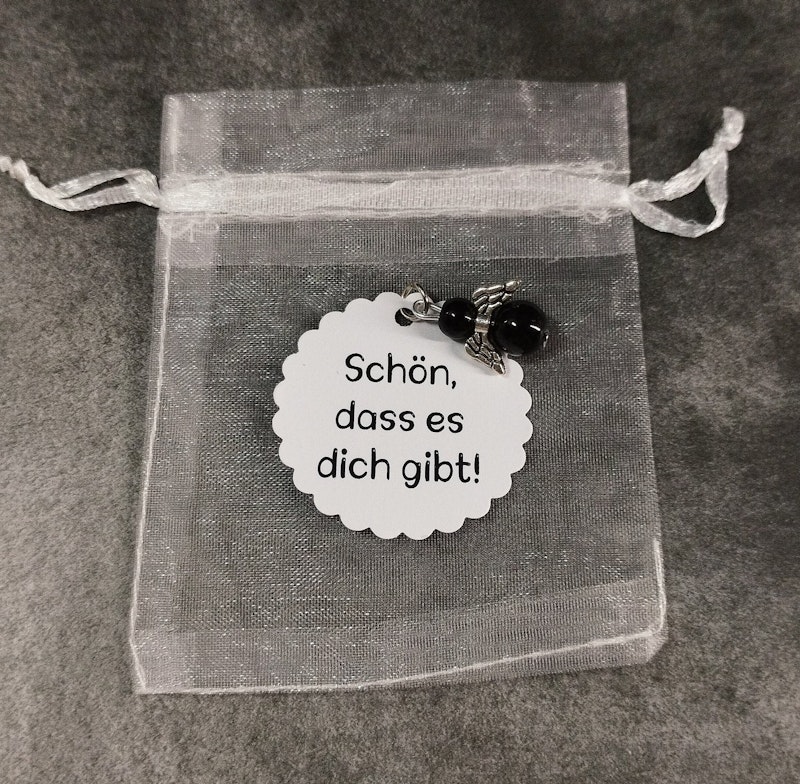 Schön,
dass es
dich gibt!